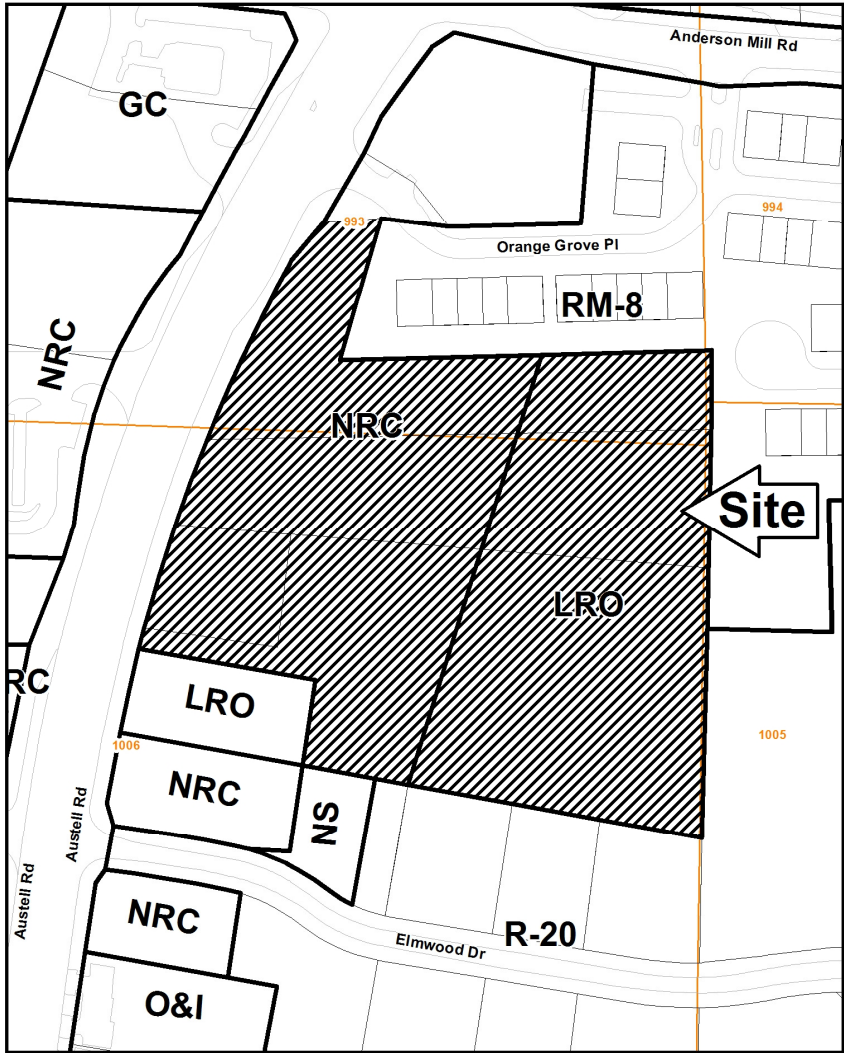 Anderson Mill Rd
GC
994
993
Orange Grove Pl
RM-8
NRC
NRC
Site
LRO
RC
LRO
1005
1006
NRC
NS
Austell Rd
Austell Rd
NRC
R-20
Elmwood Dr
O&I